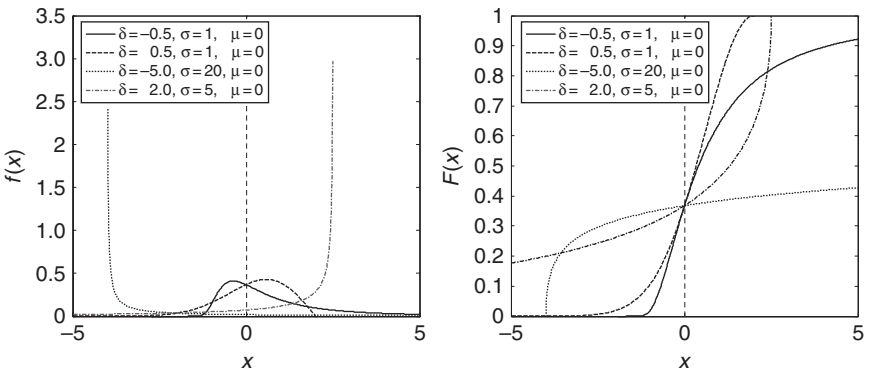 3.5
3.0
2.5
2.0
1.5
1.0
0.5
0
f(x)
δ=−0.5, σ=1, μ=0
δ= 0.5, σ=1, μ=0
δ=−5.0, σ=20, μ=0
δ= 2.0, σ=5, μ=0
−5
0
5
x
1
0.9
0.8
0.7
0.6
0.5
0.4
0.3
0.2
0.1
0
F(x)
δ=−0.5, σ=1, μ=0
δ= 0.5, σ=1, μ=0
δ=−5.0, σ=20, μ=0
δ= 2.0, σ=5, μ=0
−5
0
5
x